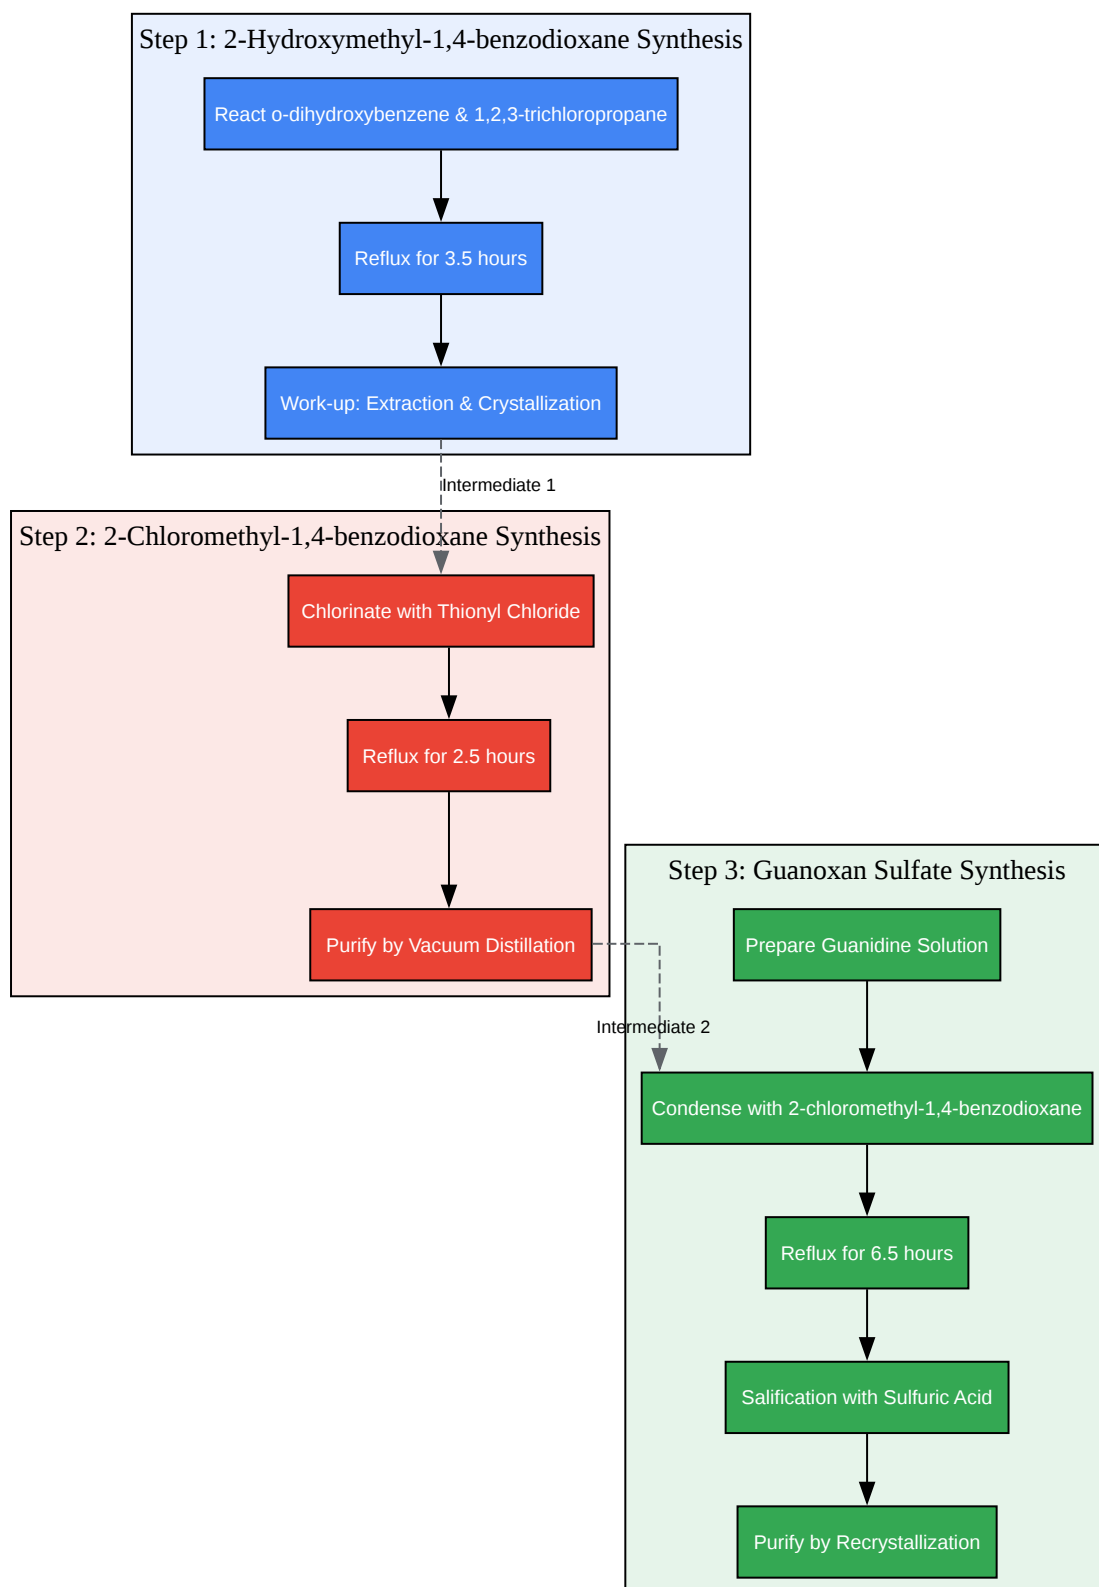 Step 1: 2-Hydroxymethyl-1,4-benzodioxane Synthesis
React o-dihydroxybenzene & 1,2,3-trichloropropane
Reflux for 3.5 hours
Work-up: Extraction & Crystallization
Intermediate 1
Step 2: 2-Chloromethyl-1,4-benzodioxane Synthesis
Chlorinate with Thionyl Chloride
Reflux for 2.5 hours
Purify by Vacuum Distillation
Intermediate 2
Step 3: Guanoxan Sulfate Synthesis
Prepare Guanidine Solution
Condense with 2-chloromethyl-1,4-benzodioxane
Reflux for 6.5 hours
Salification with Sulfuric Acid
Purify by Recrystallization